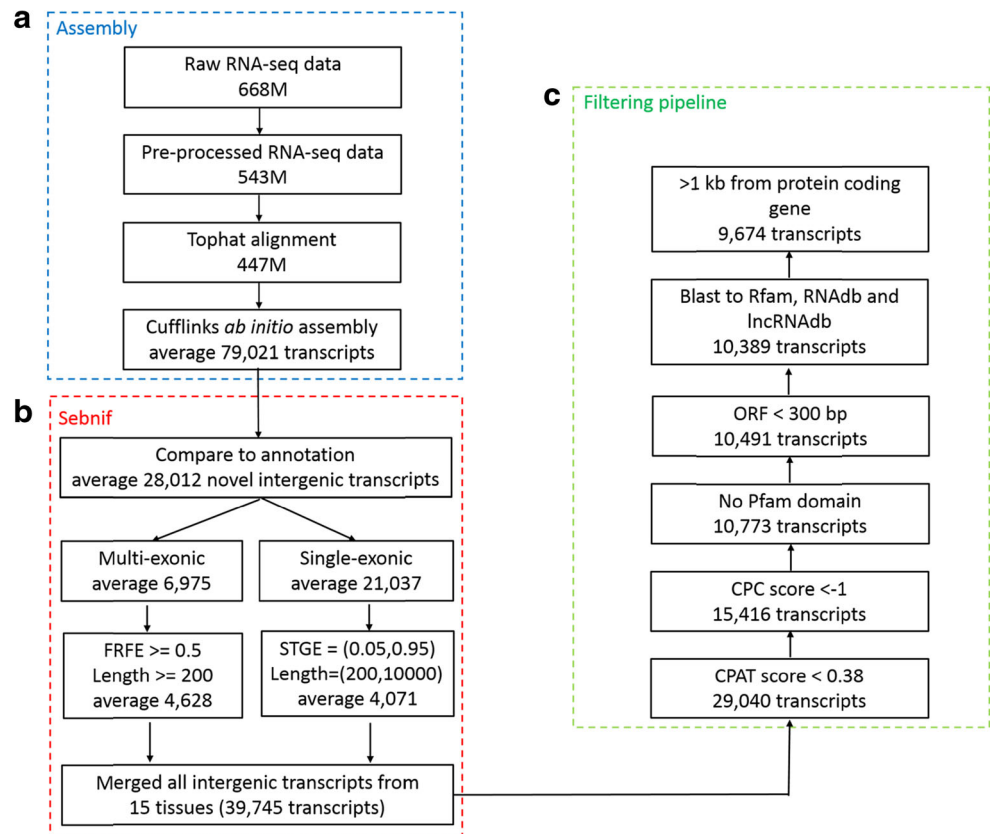 a
Assembly
Raw RNA-seq data
668M
Pre-processed RNA-seq data
543M
Tophat alignment
447M
Cufflinks ab initio assembly
average 79,021 transcripts
b
Sebnif
Compare to annotation
average 28,012 novel intergenic transcripts
Multi-exonic
average 6,975
Single-exonic
average 21,037
FRFE >= 0.5
Length >= 200
average 4,628
STGE = (0.05,0.95)
Length=(200,10000)
average 4,071
Merged all intergenic transcripts from
15 tissues (39,745 transcripts)
c
Filtering pipeline
>1 kb from protein coding
gene
9,674 transcripts
Blast to Rfam, RNAdb and
lncRNAdb
10,389 transcripts
ORF < 300 bp
10,491 transcripts
No Pfam domain
10,773 transcripts
CPC score <-1
15,416 transcripts
CPAT score < 0.38
29,040 transcripts